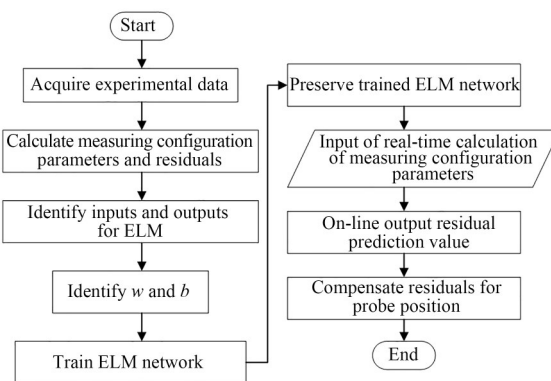 Start
Acquire experimental data
Calculate measuring configuration
parameters and residuals
Identify inputs and outputs
for ELM
Identify w and b
Train ELM network
Preserve trained ELM network
Input of real-time calculation
of measuring configuration
parameters
On-line output residual
prediction value
Compensate residuals for
probe position
End